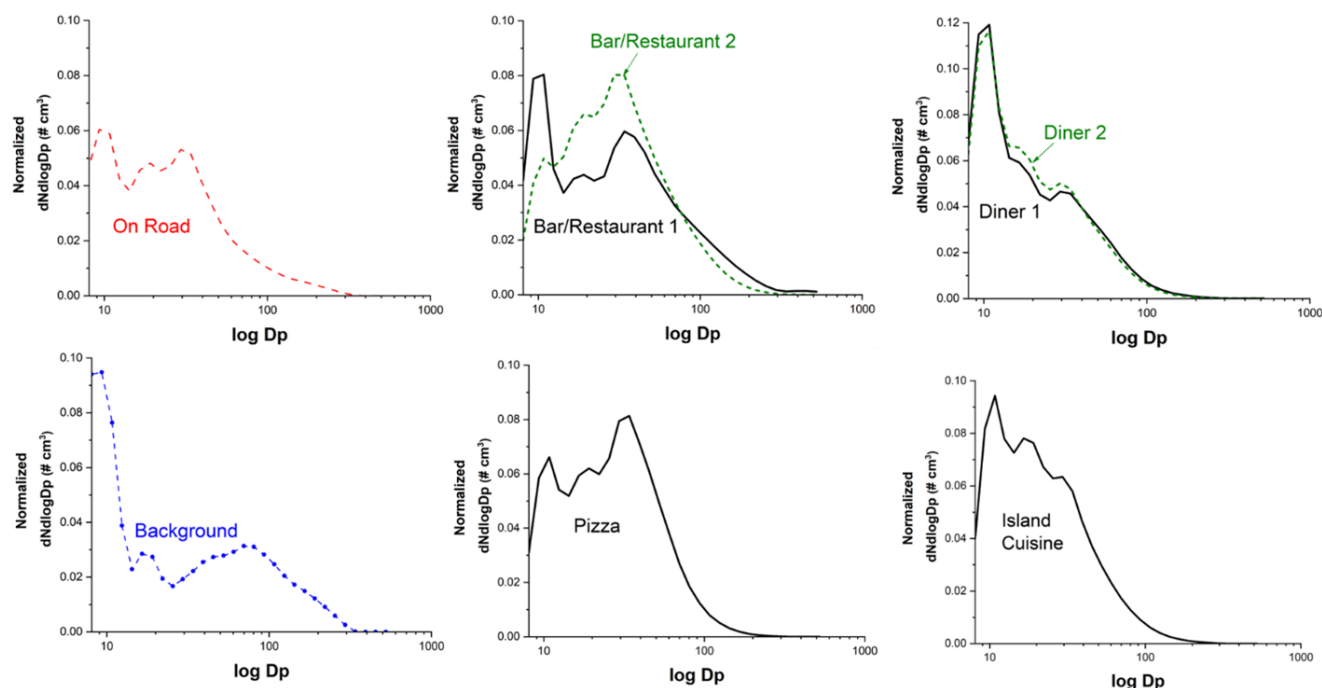 0.10
0.08
0.06
0.04
0.02
0.00
10
100
1000
Normalized
dNdlogDp (# cm³)
log Dp
On Road
0.10
0.08
0.06
0.04
0.02
0.00
10
100
1000
Normalized
dNdlogDp (# cm³)
log Dp
Bar/Restaurant 2
Bar/Restaurant 1
0.12
0.10
0.08
0.06
0.04
0.02
0.00
10
100
1000
Normalized
dNdlogDp (# cm³)
log Dp
Diner 2
Diner 1
0.10
0.08
0.06
0.04
0.02
0.00
10
100
1000
Normalized
dNdlogDp (# cm³)
log Dp
Background
0.10
0.08
0.06
0.04
0.02
0.00
10
100
1000
Normalized
dNdlogDp (# cm³)
log Dp
Pizza
0.10
0.08
0.06
0.04
0.02
0.00
10
100
1000
Normalized
dNdlogDp (# cm³)
log Dp
Island
Cuisine